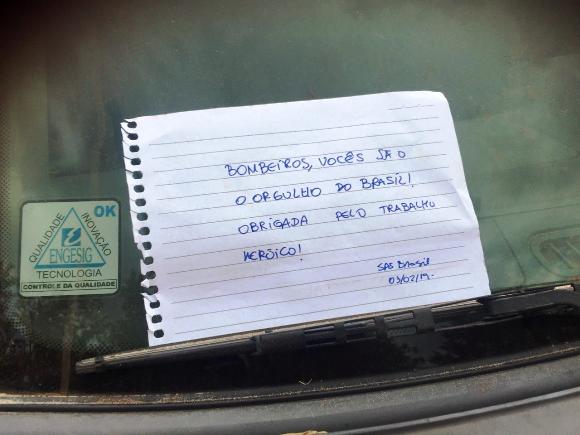 BOMBEIROS, VOCÊS SÃO
O ORGULHO DO BRASIL!
OBRIGADA PELO TRABALHO
HERÓICO!
SAS Brasil
03/02/19.
OK
QUALIDADE
INOVAÇÃO
ENGESIG
TECNOLOGIA
CONTROLE DA QUALIDADE